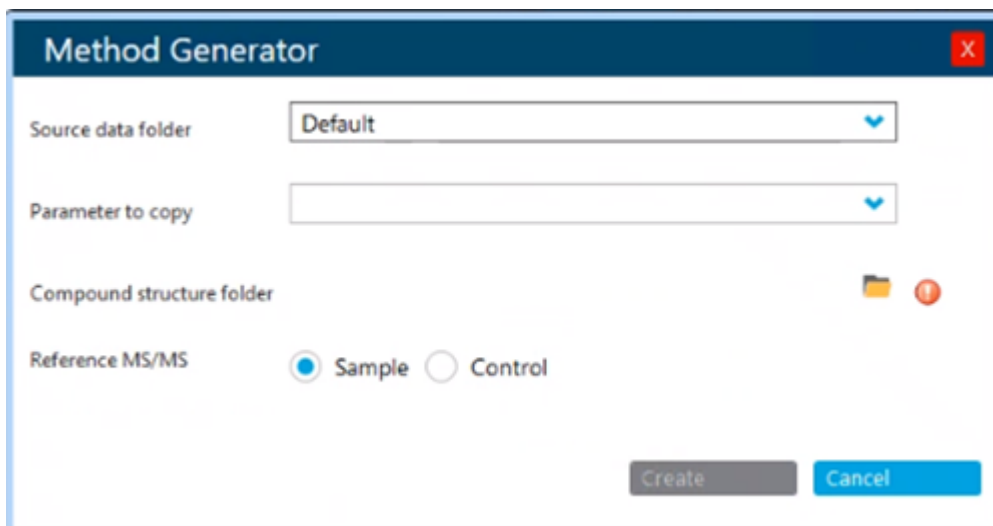 Method Generator
X
Source data folder
Default
Parameter to copy
Compound structure folder
Reference MS/MS
Sample
Control
Create
Cancel